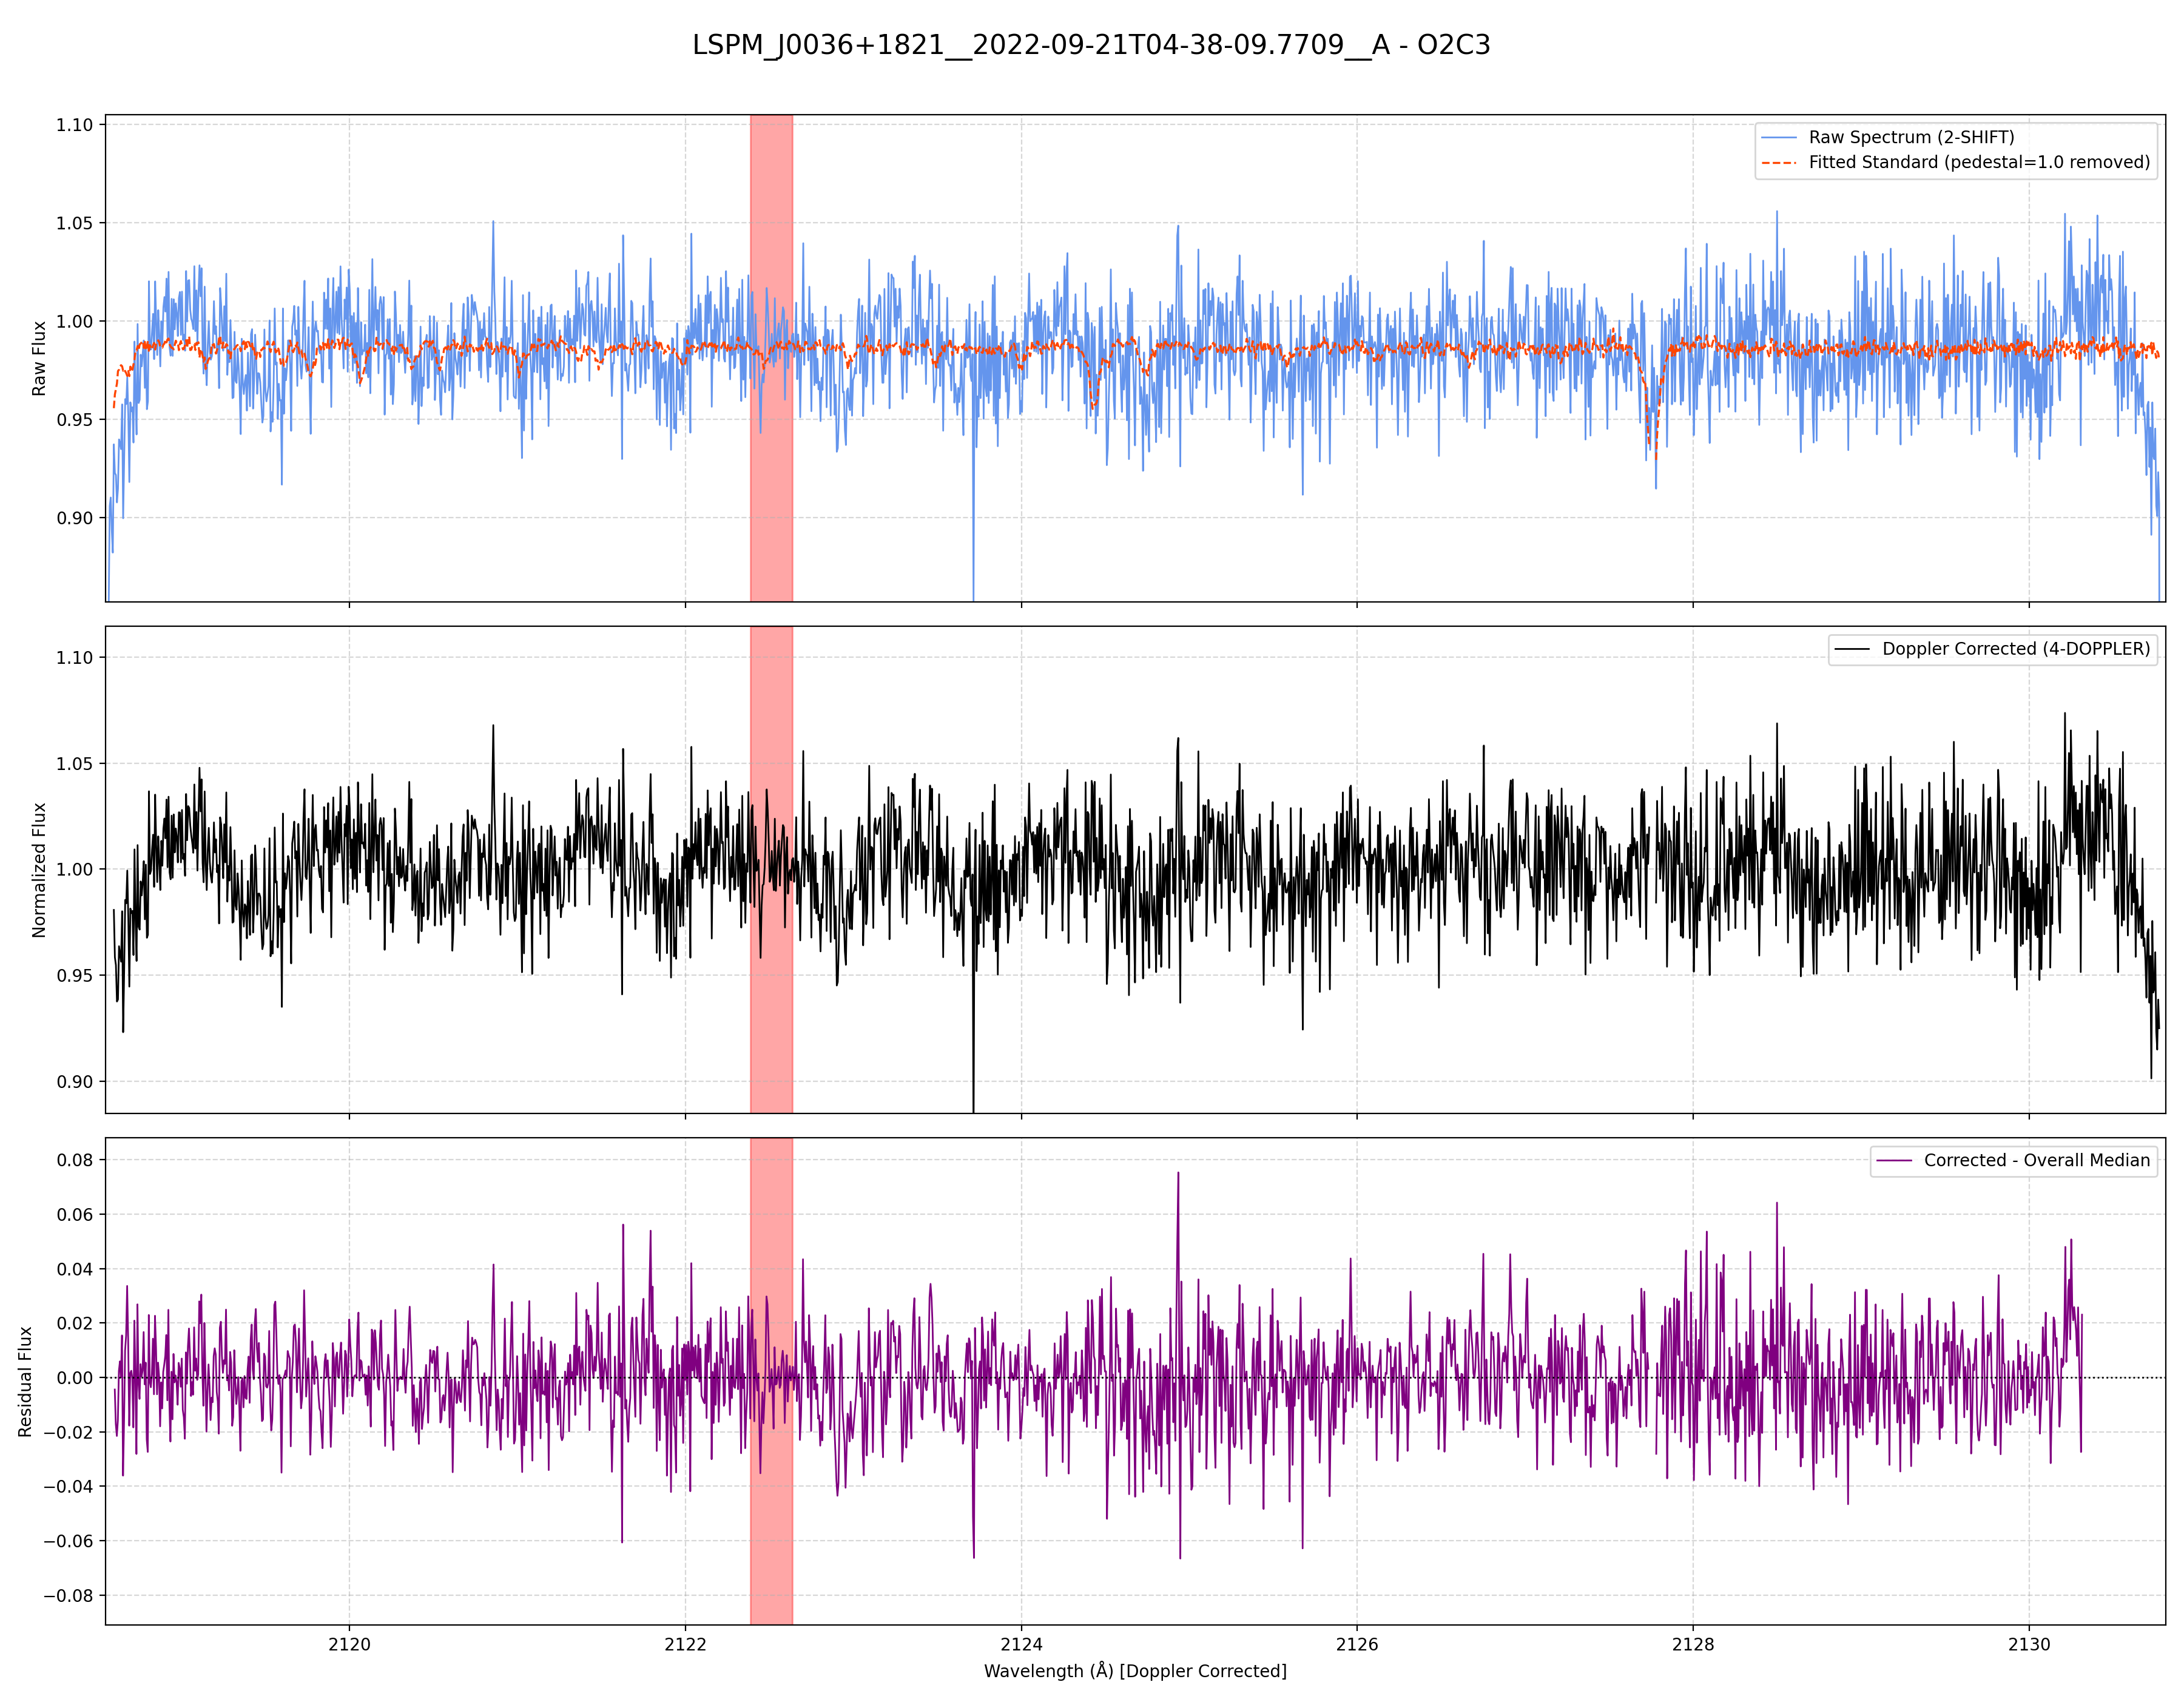 LSPM_J0036+1821__2022-09-21T04-38-09.7709__A - O2C3
1.10
1.05
1.00
0.95
0.90
Raw Flux
Raw Spectrum (2-SHIFT)
Fitted Standard (pedestal=1.0 removed)
1.10
1.05
1.00
0.95
0.90
Normalized Flux
Doppler Corrected (4-DOPPLER)
0.08
0.06
0.04
0.02
0.00
−0.02
−0.04
−0.06
−0.08
Residual Flux
Corrected - Overall Median
2120
2122
2124
2126
2128
2130
Wavelength (Å) [Doppler Corrected]